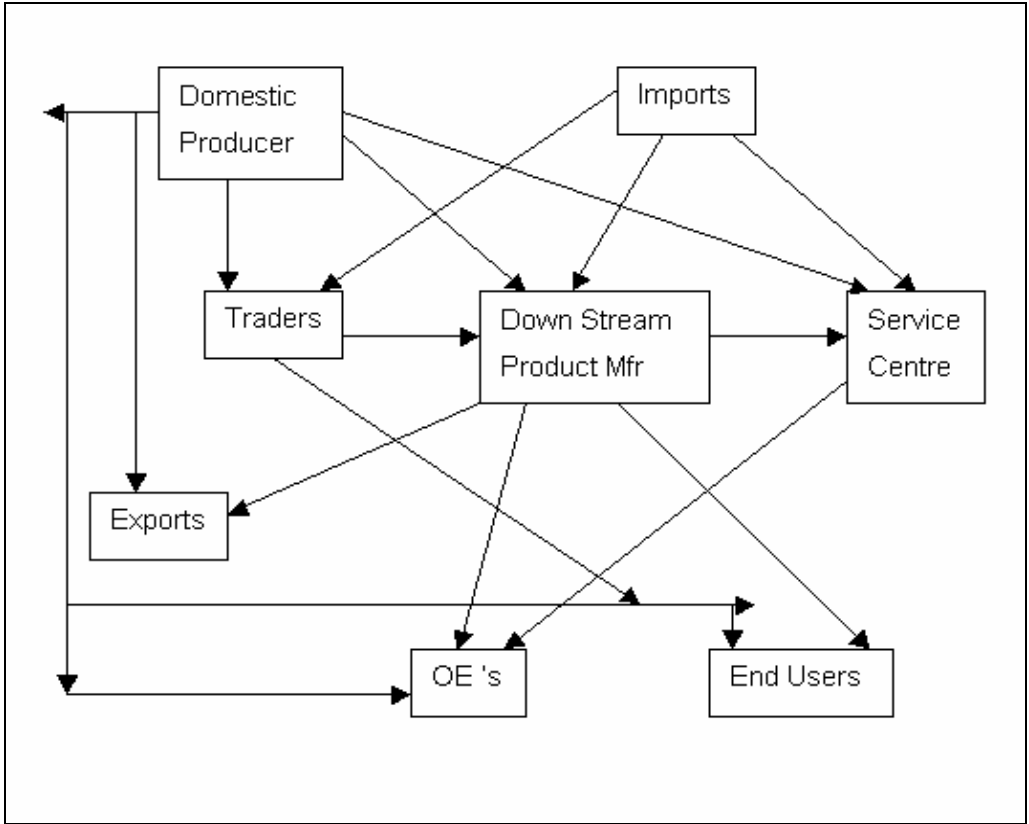 Domestic
Producer
Imports
Traders
Down Stream
Product Mfr
Service
Centre
Exports
OE 's
End Users